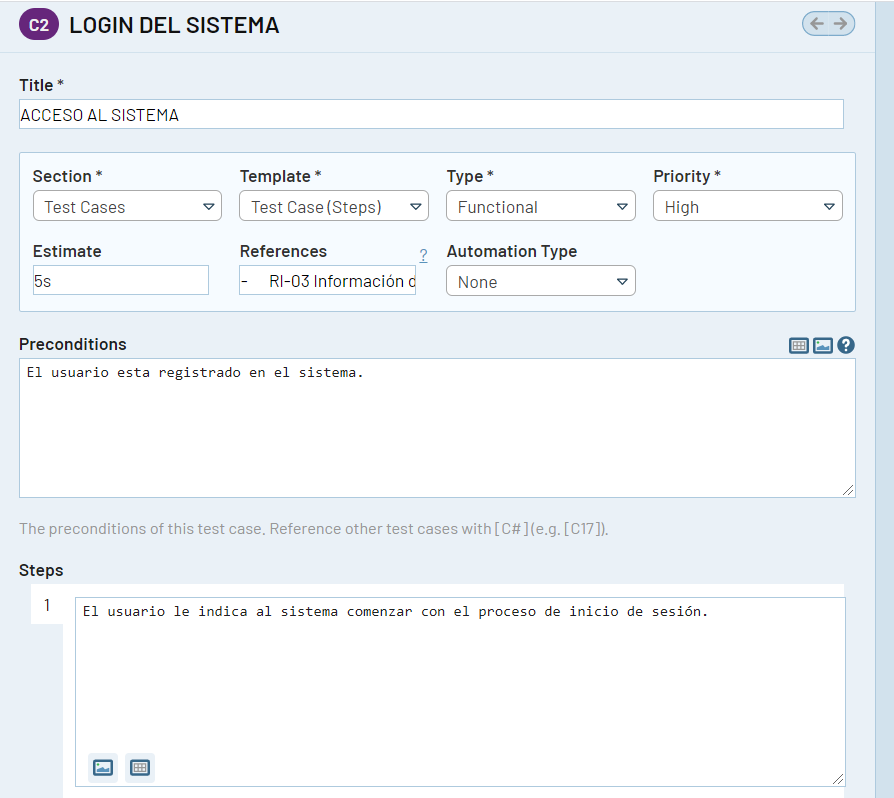 C2 LOGIN DEL SISTEMA
Title *
ACCESO AL SISTEMA
Section * Template * Type * Priority *
Test Cases Test Case (Steps) Functional High
Estimate References ? Automation Type
5s - RI-03 Información d None
Preconditions ?
El usuario esta registrado en el sistema.
The preconditions of this test case. Reference other test cases with [C#] (e.g. [C17]).
Steps
1 El usuario le indica al sistema comenzar con el proceso de inicio de sesión.